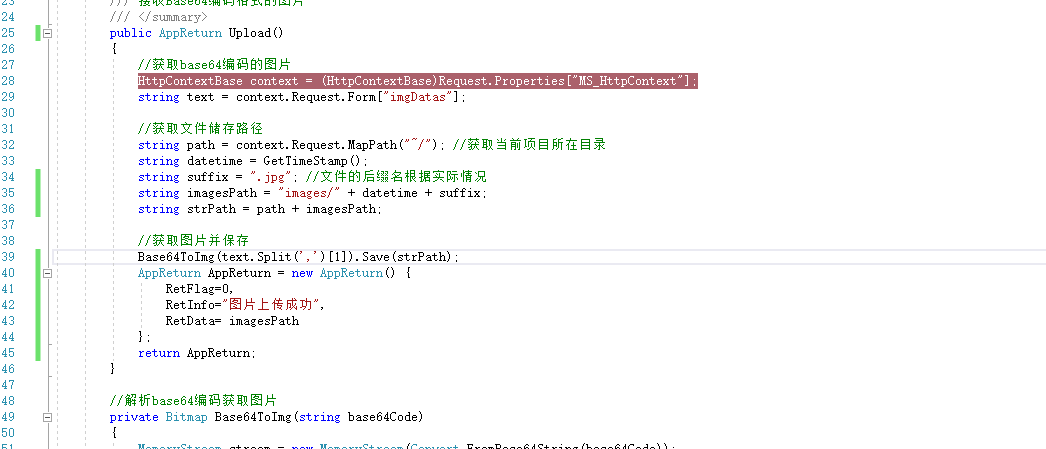 23 /// 接收Base64编码格式的图片
24 /// </summary>
25 public AppReturn Upload()
26 {
27 //获取base64编码的图片
28 HttpContextBase context = (HttpContextBase)Request.Properties["MS_HttpContext"];
29 string text = context.Request.Form["imgDatas"];
30
31 //获取文件储存路径
32 string path = context.Request.MapPath("~/"); //获取当前项目所在目录
33 string datetime = GetTimeStamp();
34 string suffix = ".jpg"; //文件的后缀名根据实际情况
35 string imagesPath = "images/" + datetime + suffix;
36 string strPath = path + imagesPath;
37
38 //获取图片并保存
39 Base64ToImg(text.Split(',')[1]).Save(strPath);
40 AppReturn AppReturn = new AppReturn() {
41 RetFlag=0,
42 RetInfo="图片上传成功",
43 RetData= imagesPath
44 };
45 return AppReturn;
46 }
47
48 //解析base64编码获取图片
49 private Bitmap Base64ToImg(string base64Code)
50 {
51 MemoryStream stream = new MemoryStream(Convert.FromBase64String(base64Code));